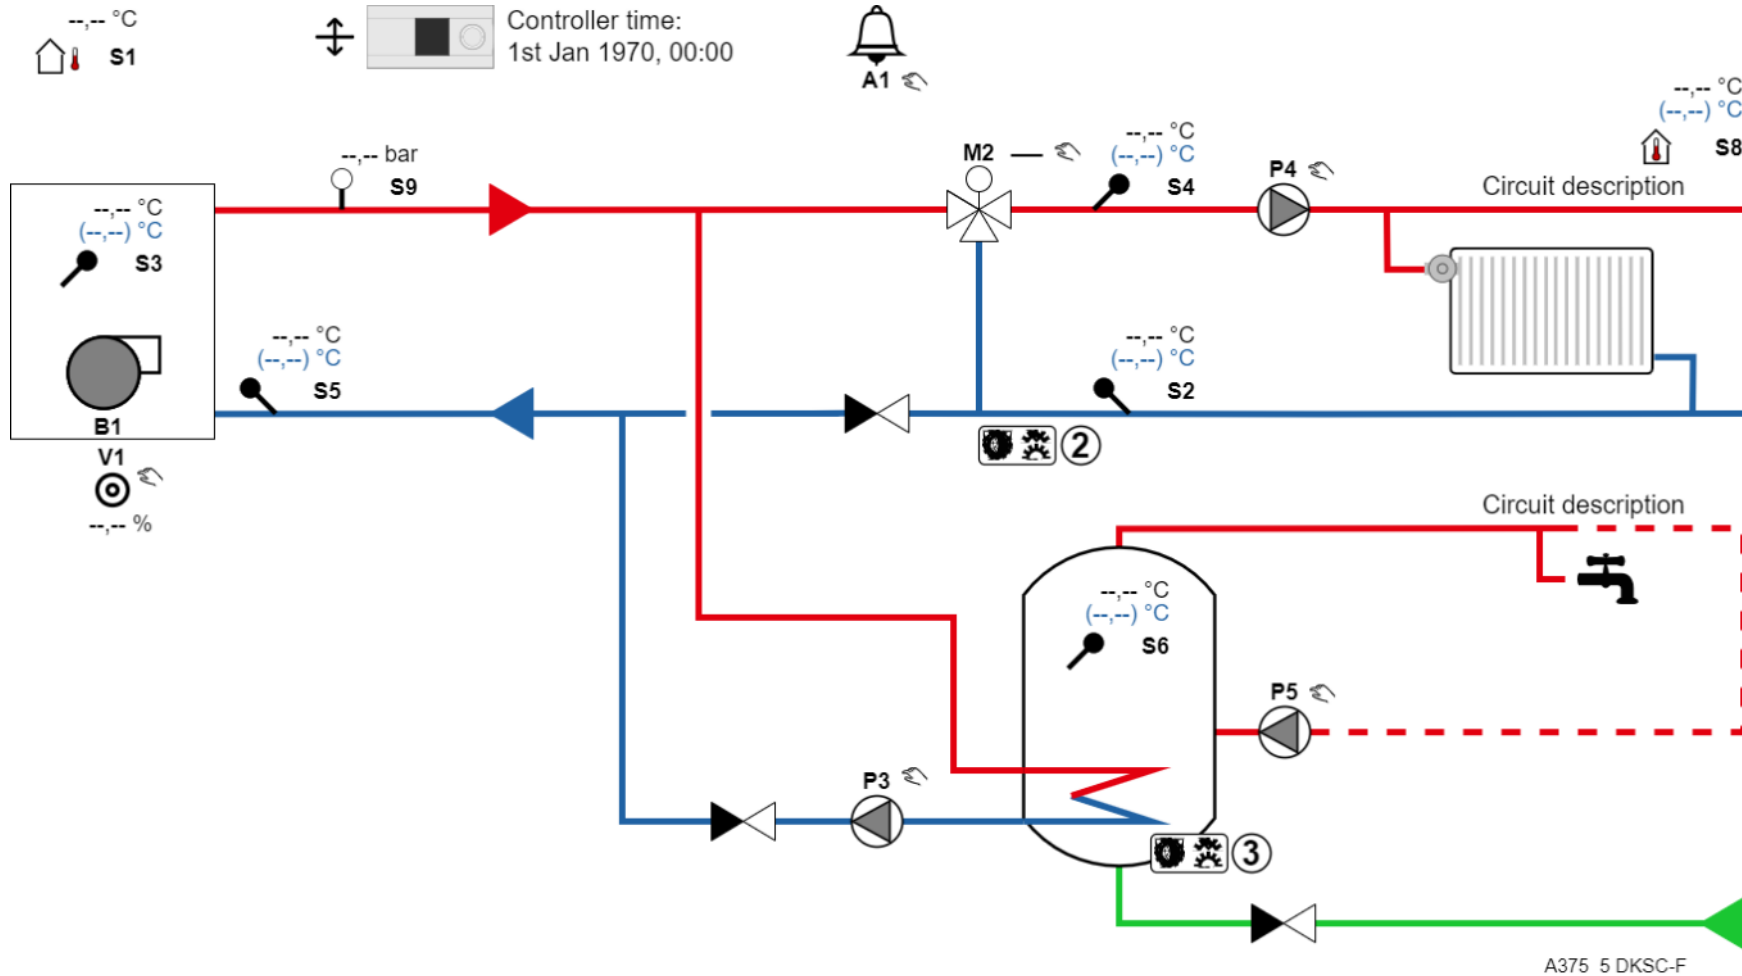 --,-- °C
S1
Controller time:
1st Jan 1970, 00:00
A1
--,-- °C
(--,--) °C
S8
--,-- bar
S9
M2
--,-- °C
(--,--) °C
S4
P4
Circuit description
--,-- °C
(--,--) °C
S3
B1
V1
--,-- %
--,-- °C
(--,--) °C
S5
--,-- °C
(--,--) °C
S2
2
Circuit description
--,-- °C
(--,--) °C
S6
P5
P3
3
A375 5 DKSC-F